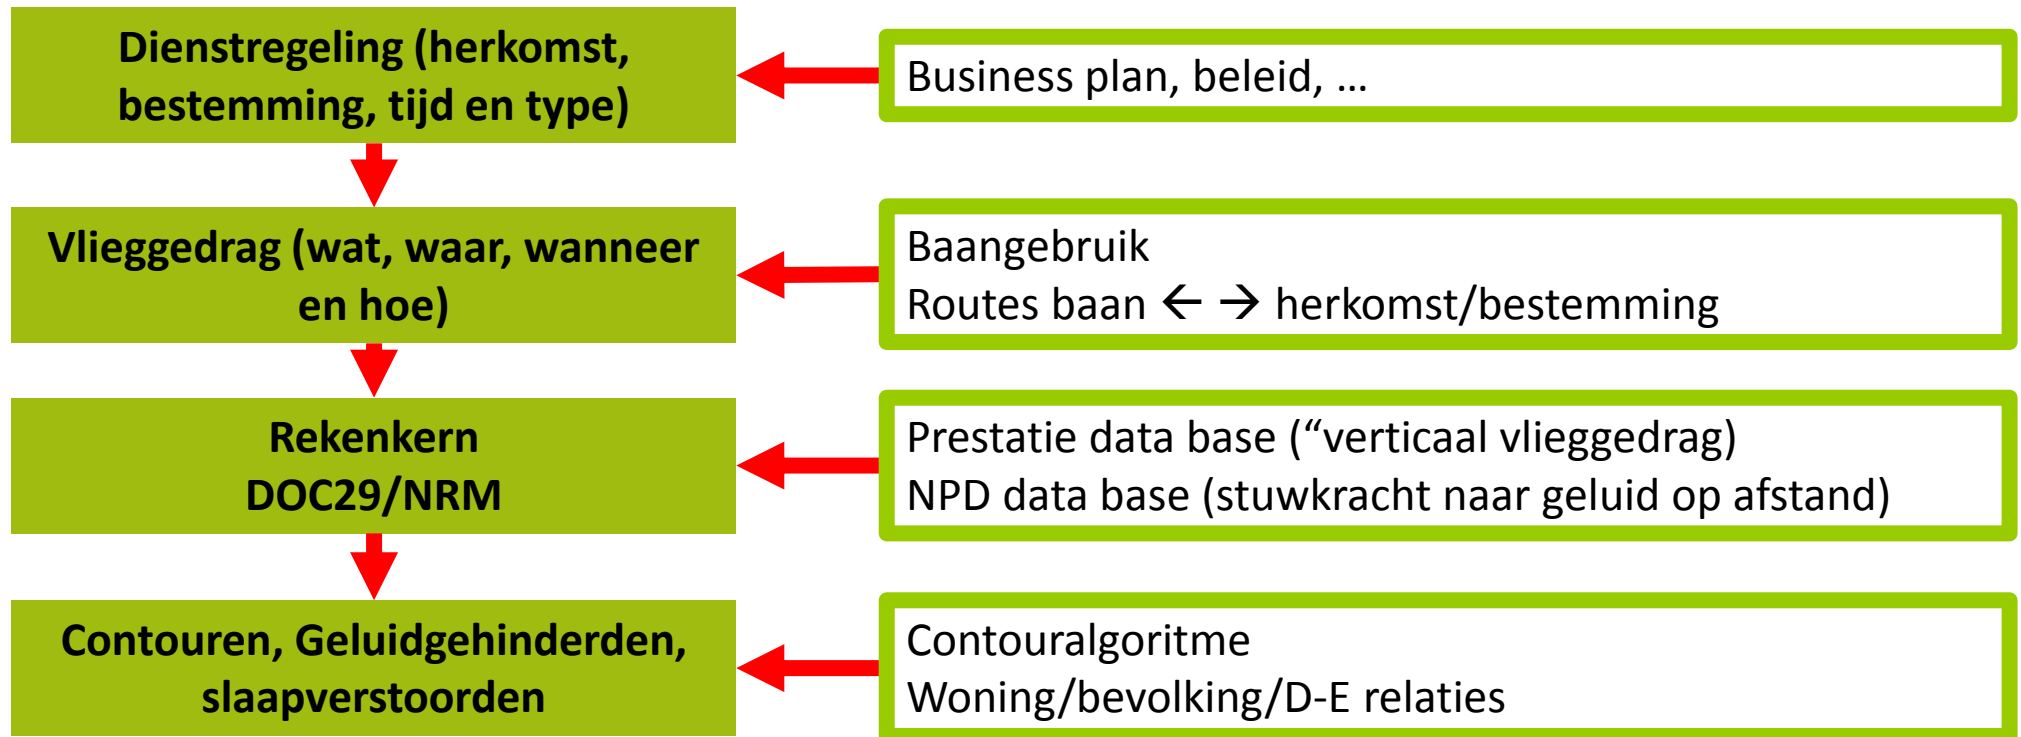 Dienstregeling (herkomst,
bestemming, tijd en type)
Business plan, beleid, …
Vlieggedrag (wat, waar, wanneer
en hoe)
Baangebruik
Routes baan ← → herkomst/bestemming
Rekenkern
DOC29/NRM
Prestatie data base (“verticaal vlieggedrag)
NPD data base (stuwkracht naar geluid op afstand)
Contouren, Geluidgehinderden,
slaapverstoorden
Contouralgoritme
Woning/bevolking/D-E relaties